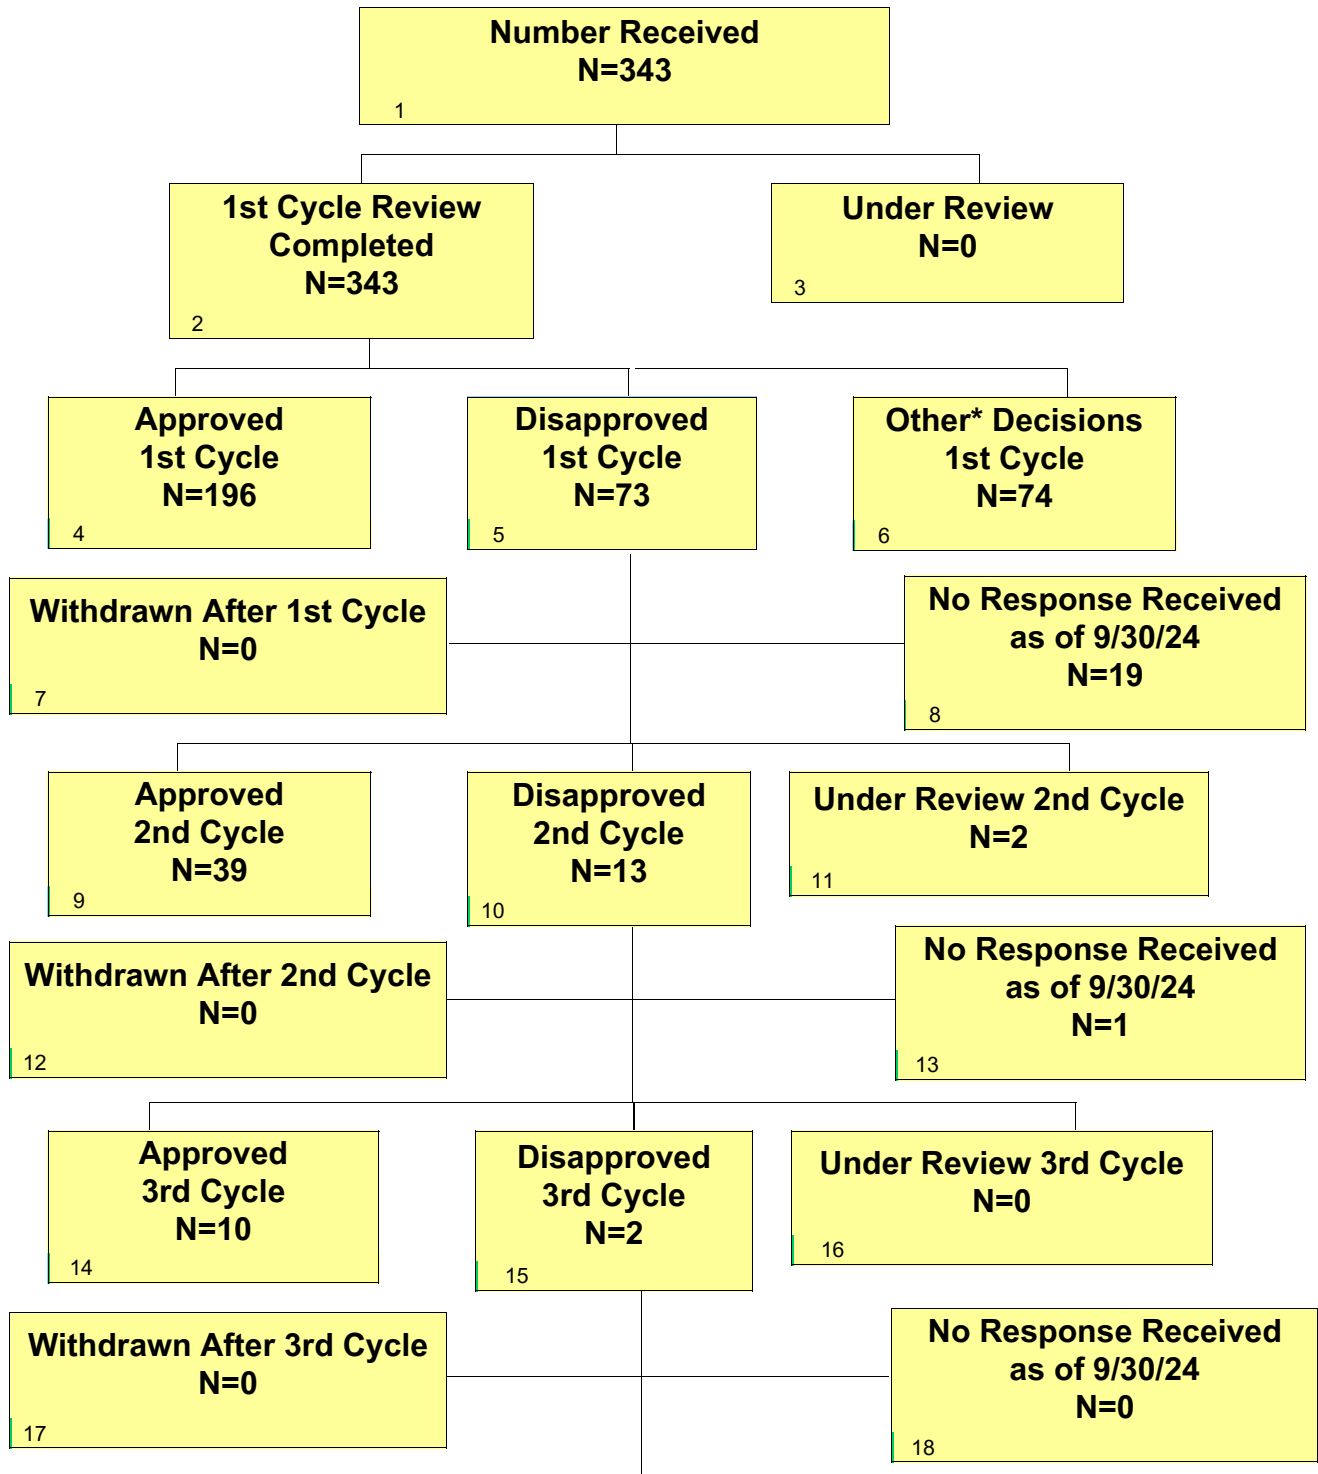 Number Received
N=343
1
1st Cycle Review
Completed
N=343
2
Under Review
N=0
3
Approved
1st Cycle
N=196
4
Disapproved
1st Cycle
N=73
5
Other* Decisions
1st Cycle
N=74
6
Withdrawn After 1st Cycle
N=0
7
No Response Received
as of 9/30/24
N=19
8
Approved
2nd Cycle
N=39
9
Disapproved
2nd Cycle
N=13
10
Under Review 2nd Cycle
N=2
11
Withdrawn After 2nd Cycle
N=0
12
No Response Received
as of 9/30/24
N=1
13
Approved
3rd Cycle
N=10
14
Disapproved
3rd Cycle
N=2
15
Under Review 3rd Cycle
N=0
16
Withdrawn After 3rd Cycle
N=0
17
No Response Received
as of 9/30/24
N=0
18